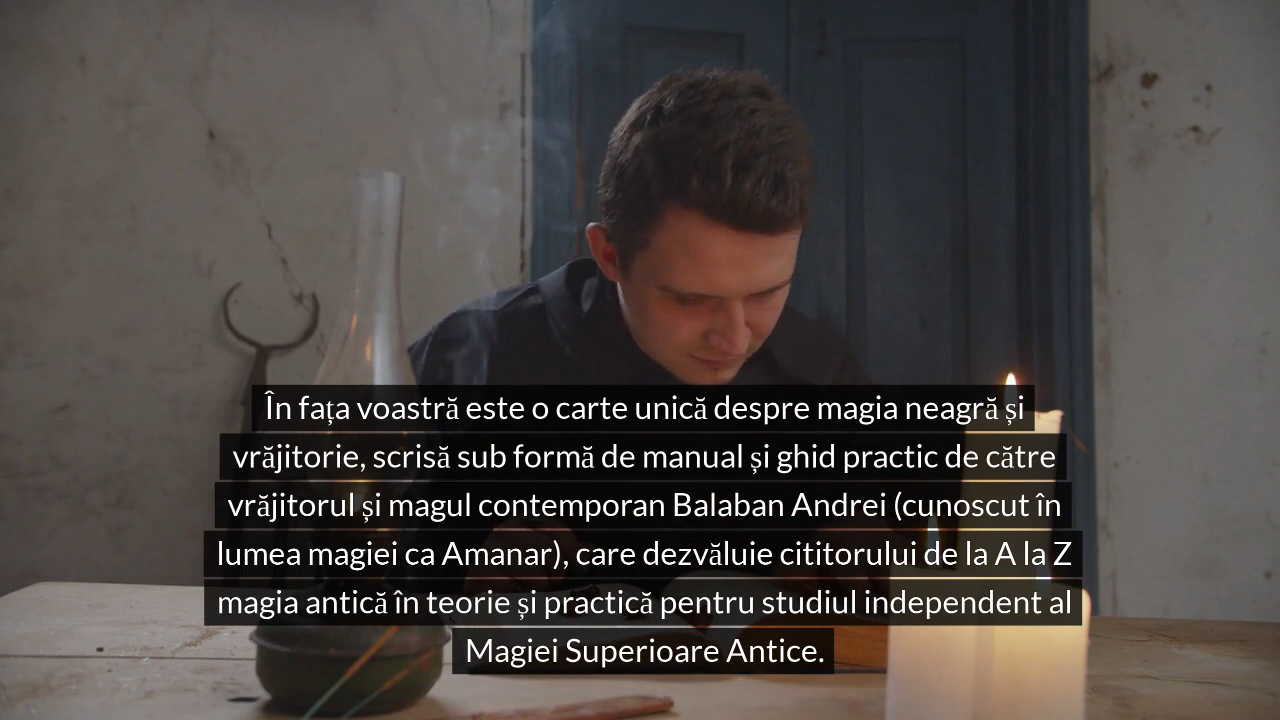 În fața voastră este o carte unică despre magia neagră și
vrăjitorie, scrisă sub formă de manual și ghid practic de către
vrăjitorul și magul contemporan Balaban Andrei (cunoscut în
lumea magiei ca Amanar), care dezvăluie cititorului de la A la Z
magia antică în teorie și practică pentru studiul independent al
Magiei Superioare Antice.